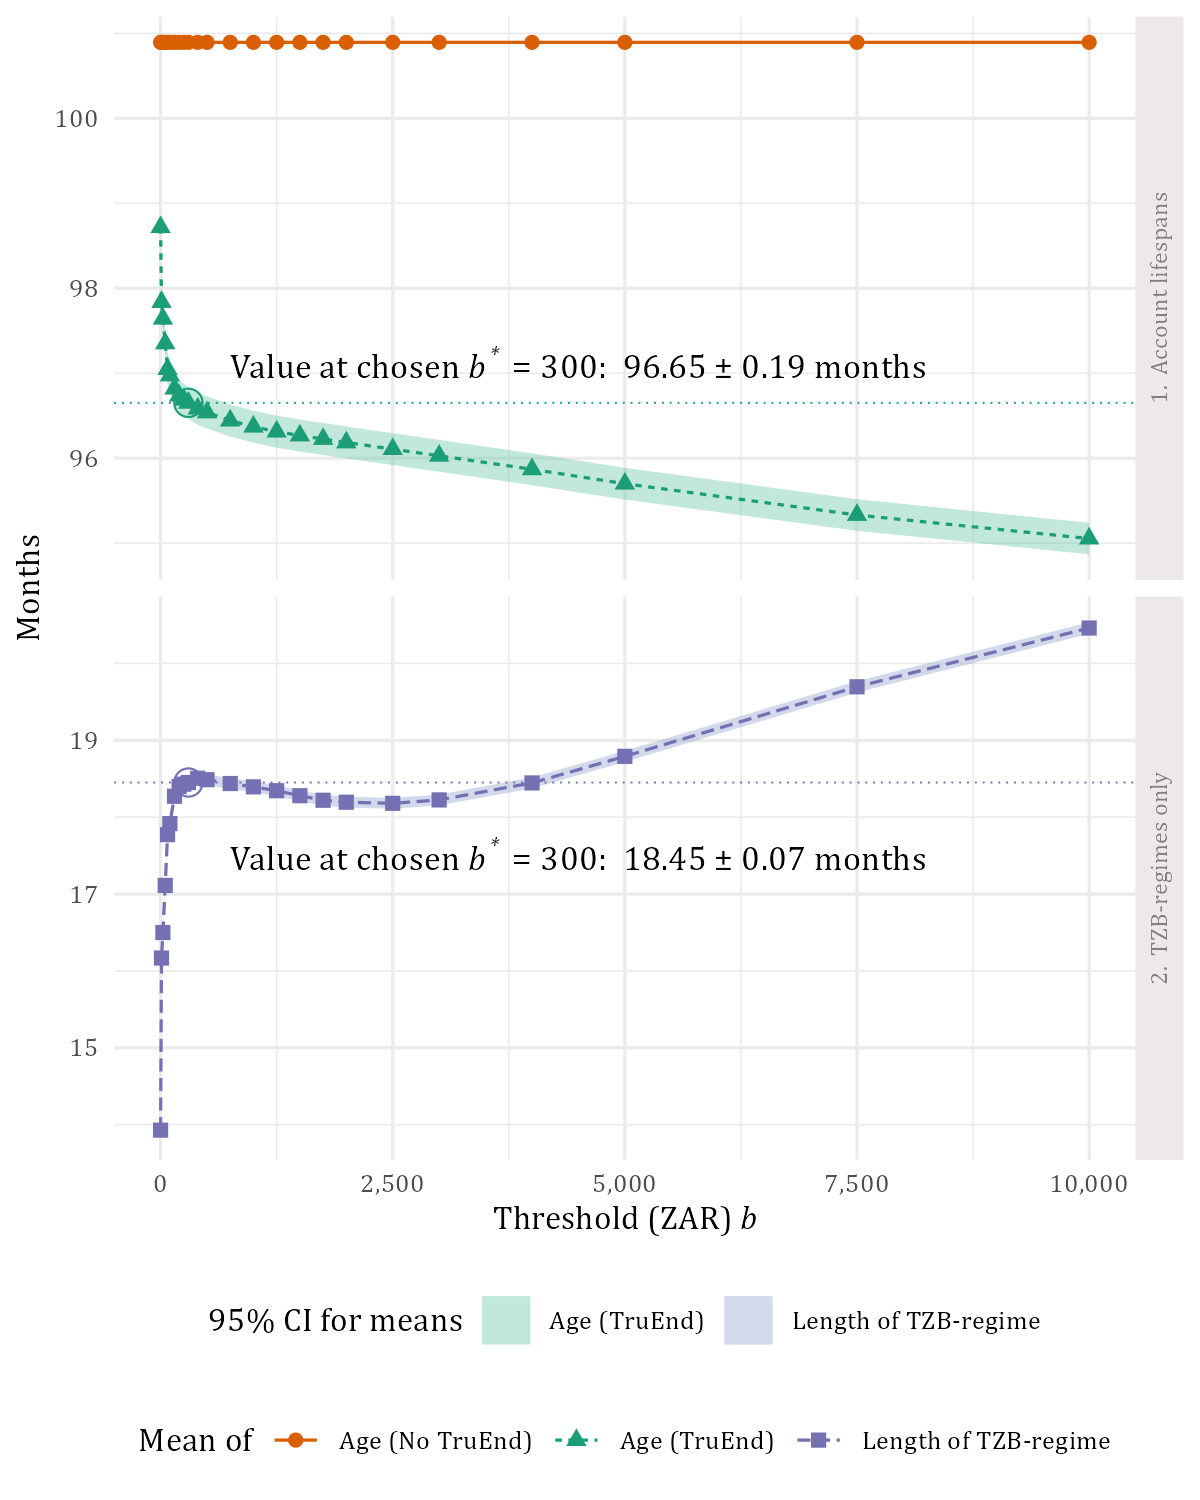 100
98
96
Value at chosen b* = 300: 96.65 ± 0.19 months
1. Account lifespans
Months
19
17
15
Value at chosen b* = 300: 18.45 ± 0.07 months
2. TZB-regimes only
0 2,500 5,000 7,500 10,000
Threshold (ZAR) b
95% CI for means Age (TruEnd) Length of TZB-regime
Mean of Age (No TruEnd) Age (TruEnd) Length of TZB-regime